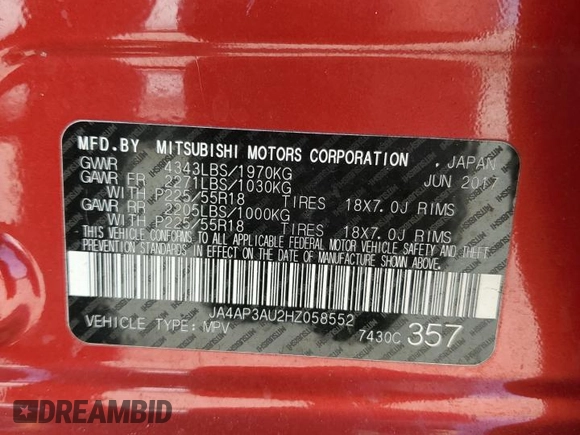 MFD.BY MITSUBISHI MOTORS CORPORATION
GVWR 4343LBS/1970KG , JAPAN
GAWR FR 2271LBS/1030KG JUN 2017
WITH P225/55R18 TIRES 18X7.0J RIMS
GAWR RR 2205LBS/1000KG
WITH P225/55R18 TIRES 18X7.0J RIMS
THIS VEHICLE CONFORMS TO ALL APPLICABLE FEDERAL MOTOR VEHICLE SAFETY AND THEFT
PREVENTION STANDARDS IN EFFECT ON THE DATE OF MANUFACTURE SHOWN ABOVE.
JA4AP3AU2HZ058552
VEHICLE TYPE: MPV 7430C 357
DREAMBID